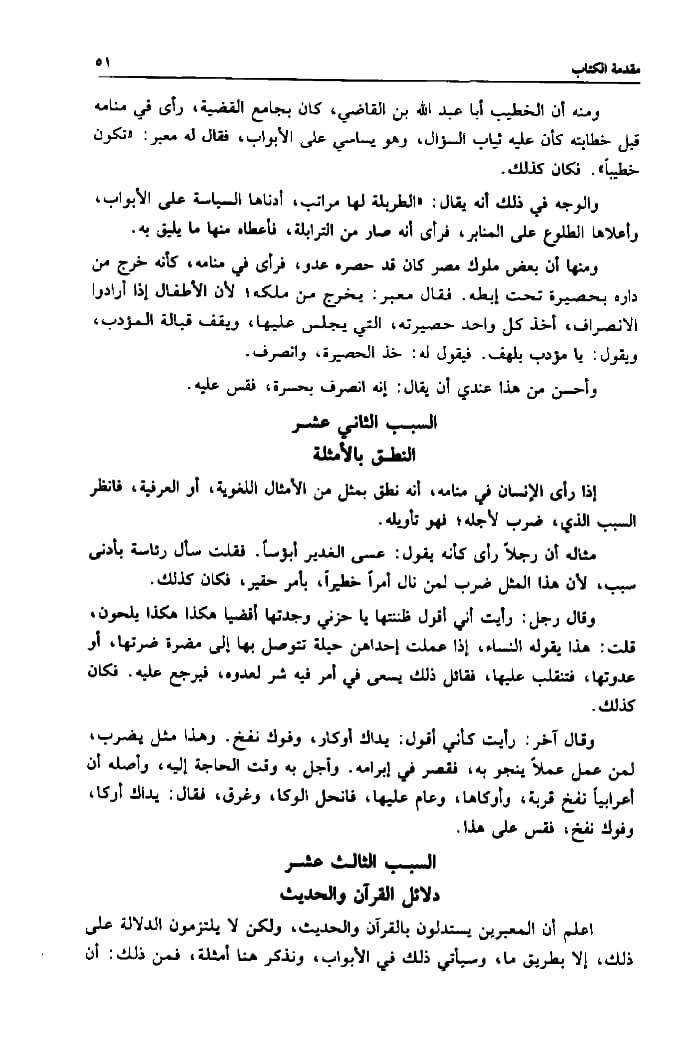 مقدمة الكتاب ٥١
ومنه أن الخطيب أبا عبد الله بن القاضي، كان بجامع القضية، رأى في منامه
قبل خطابته كأن عليه ثياب السؤال، وهو يساسي على الأبواب، فقال له معبر: «تكون
خطيباً». فكان كذلك.
والوجه في ذلك أنه يقال: «الطربلة لها مراتب، أدناها السياسة على الأبواب،
وأعلاها الطلوع على المنابر، فرأى أنه صار من الترابلة، فأعطاه منها ما يليق به.
ومنها أن بعض ملوك مصر كان قد حصره عدو، فرأى في منامه، كأنه خرج من
داره بحصيرة تحت إبطه. فقال معبر: يخرج من ملكه؛ لأن الأطفال إذا أرادوا
الانصراف، أخذ كل واحد حصيرته، التي يجلس عليها، ويقف قبالة المؤدب،
ويقول: يا مؤدب بلهف. فيقول له: خذ الحصيرة، وانصرف.
وأحسن من هذا عندي أن يقال: إنه انصرف بحسرة، فقس عليه.
السبب الثاني عشر
النطق بالأمثلة
إذا رأى الإنسان في منامه، أنه نطق بمثل من الأمثال اللغوية، أو العرفية، فانظر
السبب الذي، ضرب لأجله؛ فهو تأويله.
مثاله أن رجلاً رأى كأنه يقول: عسى الغدير أبؤساً. فقلت سأل رئاسة بأدنى
سبب، لأن هذا المثل ضرب لمن نال أمراً خطيراً، بأمر حقير، فكان كذلك.
وقال رجل: رأيت أني أقول ظننتها يا حزني وجدتها أقضيا هكذا هكذا يلحون،
قلت: هذا يقوله النساء، إذا عملت إحداهن حيلة تتوصل بها إلى مضرة ضرتها، أو
عدوتها، فتنقلب عليها، فقائل ذلك يسعى في أمر فيه شر لعدوه، فيرجع عليه. فكان
كذلك.
وقال آخر: رأيت كأني أقول: يداك أوكار، وفوك نفخ. وهذا مثل يضرب،
لمن عمل عملاً ينجو به، فقصر في إبرامه. وأجل به وقت الحاجة إليه، وأصله أن
أعرابياً نفخ قربة، وأوكاها، وعام عليها، فانحل الوكا، وغرق، فقال: يداك أركا،
وفوك نفخ، فقس على هذا.
السبب الثالث عشر
دلائل القرآن والحديث
اعلم أن المعبرين يستدلون بالقرآن والحديث، ولكن لا يلتزمون الدلالة على
ذلك، إلا بطريق ما، وسيأتي ذلك في الأبواب، ونذكر هنا أمثلة، فمن ذلك: أن